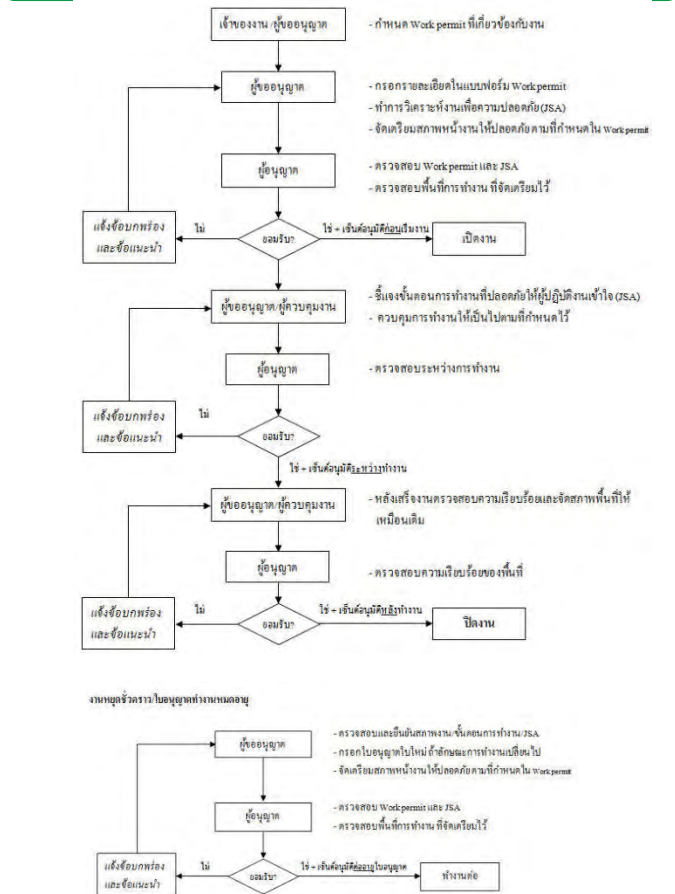 เจ้าของงาน /ผู้ขออนุญาต
- กำหนด Work permit ที่เกี่ยวข้องกับงาน
ผู้ขออนุญาต
- กรอกรายละเอียดในแบบฟอร์ม Work permit
- ทำการวิเคราะห์งานเพื่อความปลอดภัย (JSA)
- จัดเตรียมสภาพหน้างานให้ปลอดภัยตามที่กำหนดใน Work permit
ผู้อนุญาต
- ตรวจสอบ Work permit และ JSA
- ตรวจสอบพื้นที่การทำงาน ที่จัดเตรียมไว้
แจ้งข้อบกพร่อง
และข้อแนะนำ
ไม่
ยอมรับ?
ใช่ + เซ็นต์อนุมัติก่อนเริ่มงาน
เปิดงาน
ผู้ขออนุญาต/ผู้ควบคุมงาน
- ชี้แจงขั้นตอนการทำงานที่ปลอดภัยให้ผู้ปฏิบัติงานเข้าใจ (JSA)
- ควบคุมการทำงานให้เป็นไปตามที่กำหนดไว้
ผู้อนุญาต
- ตรวจสอบระหว่างการทำงาน
แจ้งข้อบกพร่อง
และข้อแนะนำ
ไม่
ยอมรับ?
ใช่ + เซ็นต์อนุมัติระหว่างทำงาน
ผู้ขออนุญาต/ผู้ควบคุมงาน
- หลังเสร็จงานตรวจสอบความเรียบร้อยและจัดสภาพพื้นที่ให้
เหมือนเดิม
ผู้อนุญาต
- ตรวจสอบความเรียบร้อยของพื้นที่
แจ้งข้อบกพร่อง
และข้อแนะนำ
ไม่
ยอมรับ?
ใช่ + เซ็นต์อนุมัติหลังทำงาน
ปิดงาน
งานหยุดชั่วคราว/ใบอนุญาตทำงานหมดอายุ
ผู้ขออนุญาต
- ตรวจสอบและยืนยันสภาพงาน/ขั้นตอนการทำงาน/JSA
- กรอกใบอนุญาตใบใหม่ ถ้าลักษณะการทำงานเปลี่ยนไป
- จัดเตรียมสภาพหน้างานให้ปลอดภัยตามที่กำหนดใน Work permit
ผู้อนุญาต
- ตรวจสอบ Work permit และ JSA
- ตรวจสอบพื้นที่การทำงาน ที่จัดเตรียมไว้
แจ้งข้อบกพร่อง
และข้อแนะนำ
ไม่
ยอมรับ?
ใช่ + เซ็นต์อนุมัติต่ออายุใบอนุญาต
ทำงานต่อ